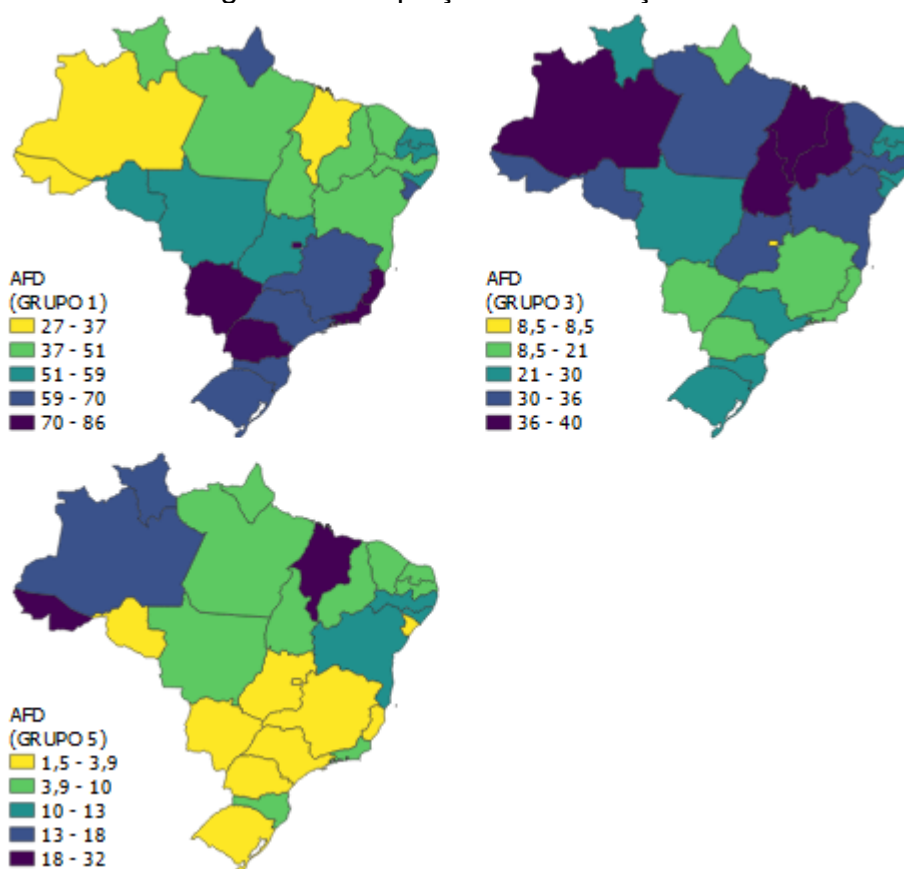 AFD
(GRUPO 1)
27 - 37
37 - 51
51 - 59
59 - 70
70 - 86
AFD
(GRUPO 3)
8,5 - 8,5
8,5 - 21
21 - 30
30 - 36
36 - 40
AFD
(GRUPO 5)
1,5 - 3,9
3,9 - 10
10 - 13
13 - 18
18 - 32